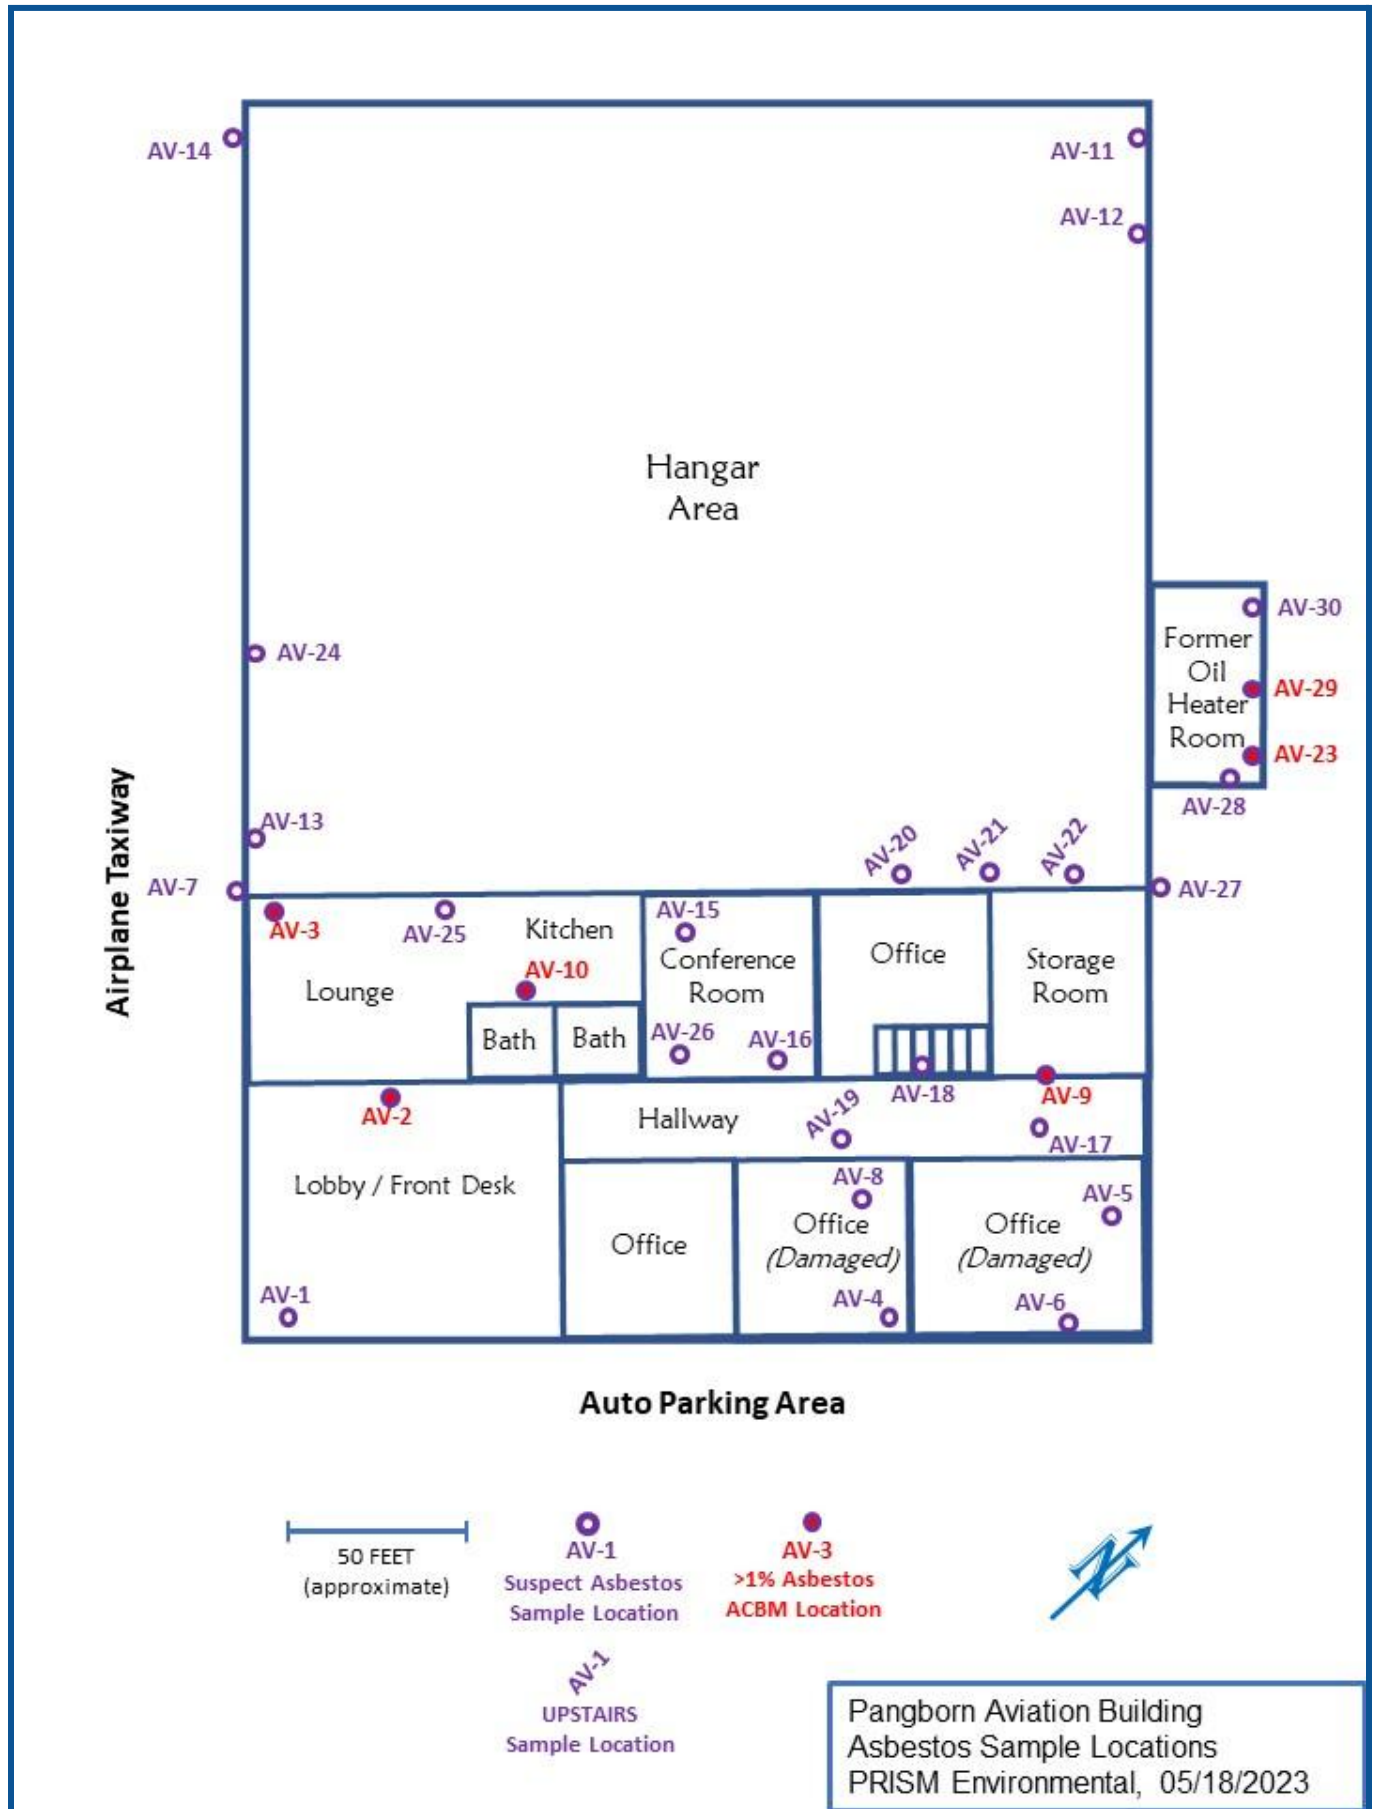 AV-14
AV-11
AV-12
Hangar
Area
AV-30
Former
Oil
Heater
Room
AV-29
AV-23
AV-28
AV-24
Airplane Taxiway
AV-13
AV-7
AV-20
AV-21
AV-22
AV-27
AV-3
AV-25
Kitchen
AV-10
Lounge
Bath
Bath
AV-15
Conference
Room
AV-26
AV-16
Office
Storage
Room
AV-18
AV-9
AV-2
Hallway
AV-19
AV-17
Lobby / Front Desk
AV-1
Office
AV-8
Office
(Damaged)
AV-4
AV-5
Office
(Damaged)
AV-6
Auto Parking Area
50 FEET
(approximate)
AV-1
Suspect Asbestos
Sample Location
AV-3
>1% Asbestos
ACBM Location
N
AV-1
UPSTAIRS
Sample Location
Pangborn Aviation Building
Asbestos Sample Locations
PRISM Environmental, 05/18/2023